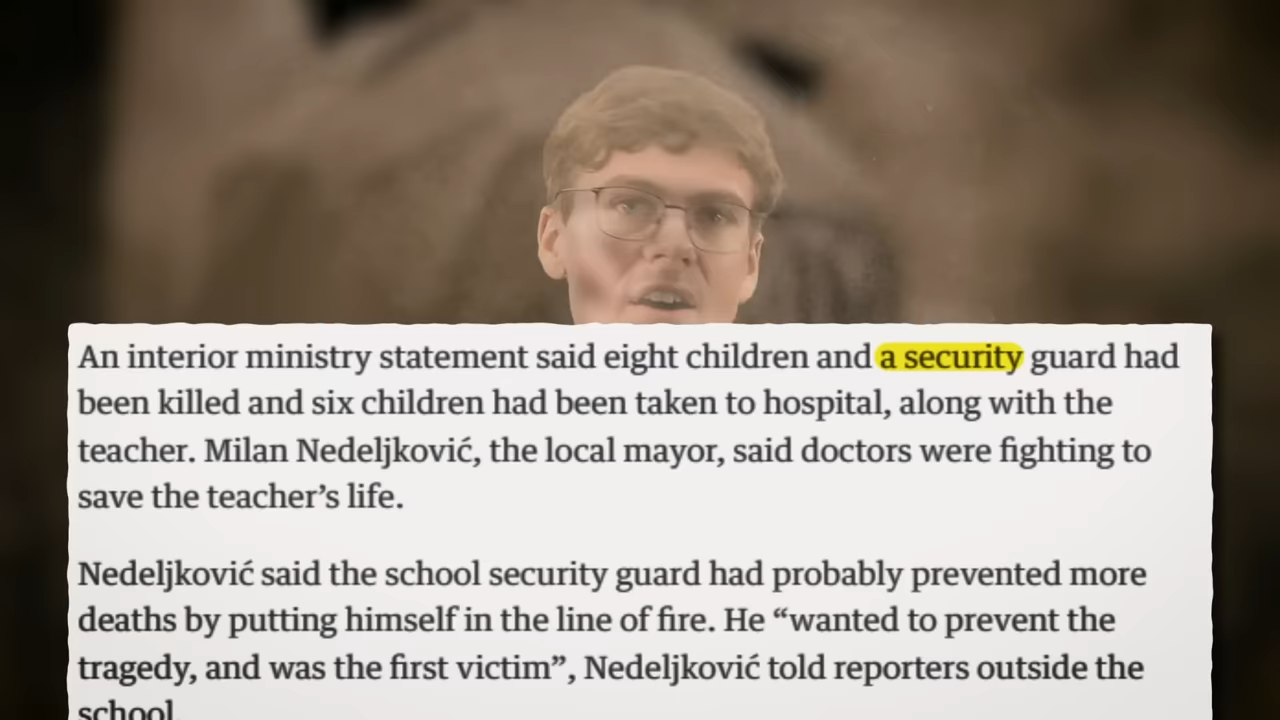 An interior ministry statement said eight children and a security guard had
been killed and six children had been taken to hospital, along with the
teacher. Milan Nedeljković, the local mayor, said doctors were fighting to
save the teacher’s life.
Nedeljković said the school security guard had probably prevented more
deaths by putting himself in the line of fire. He “wanted to prevent the
tragedy, and was the first victim”, Nedeljković told reporters outside the
school.